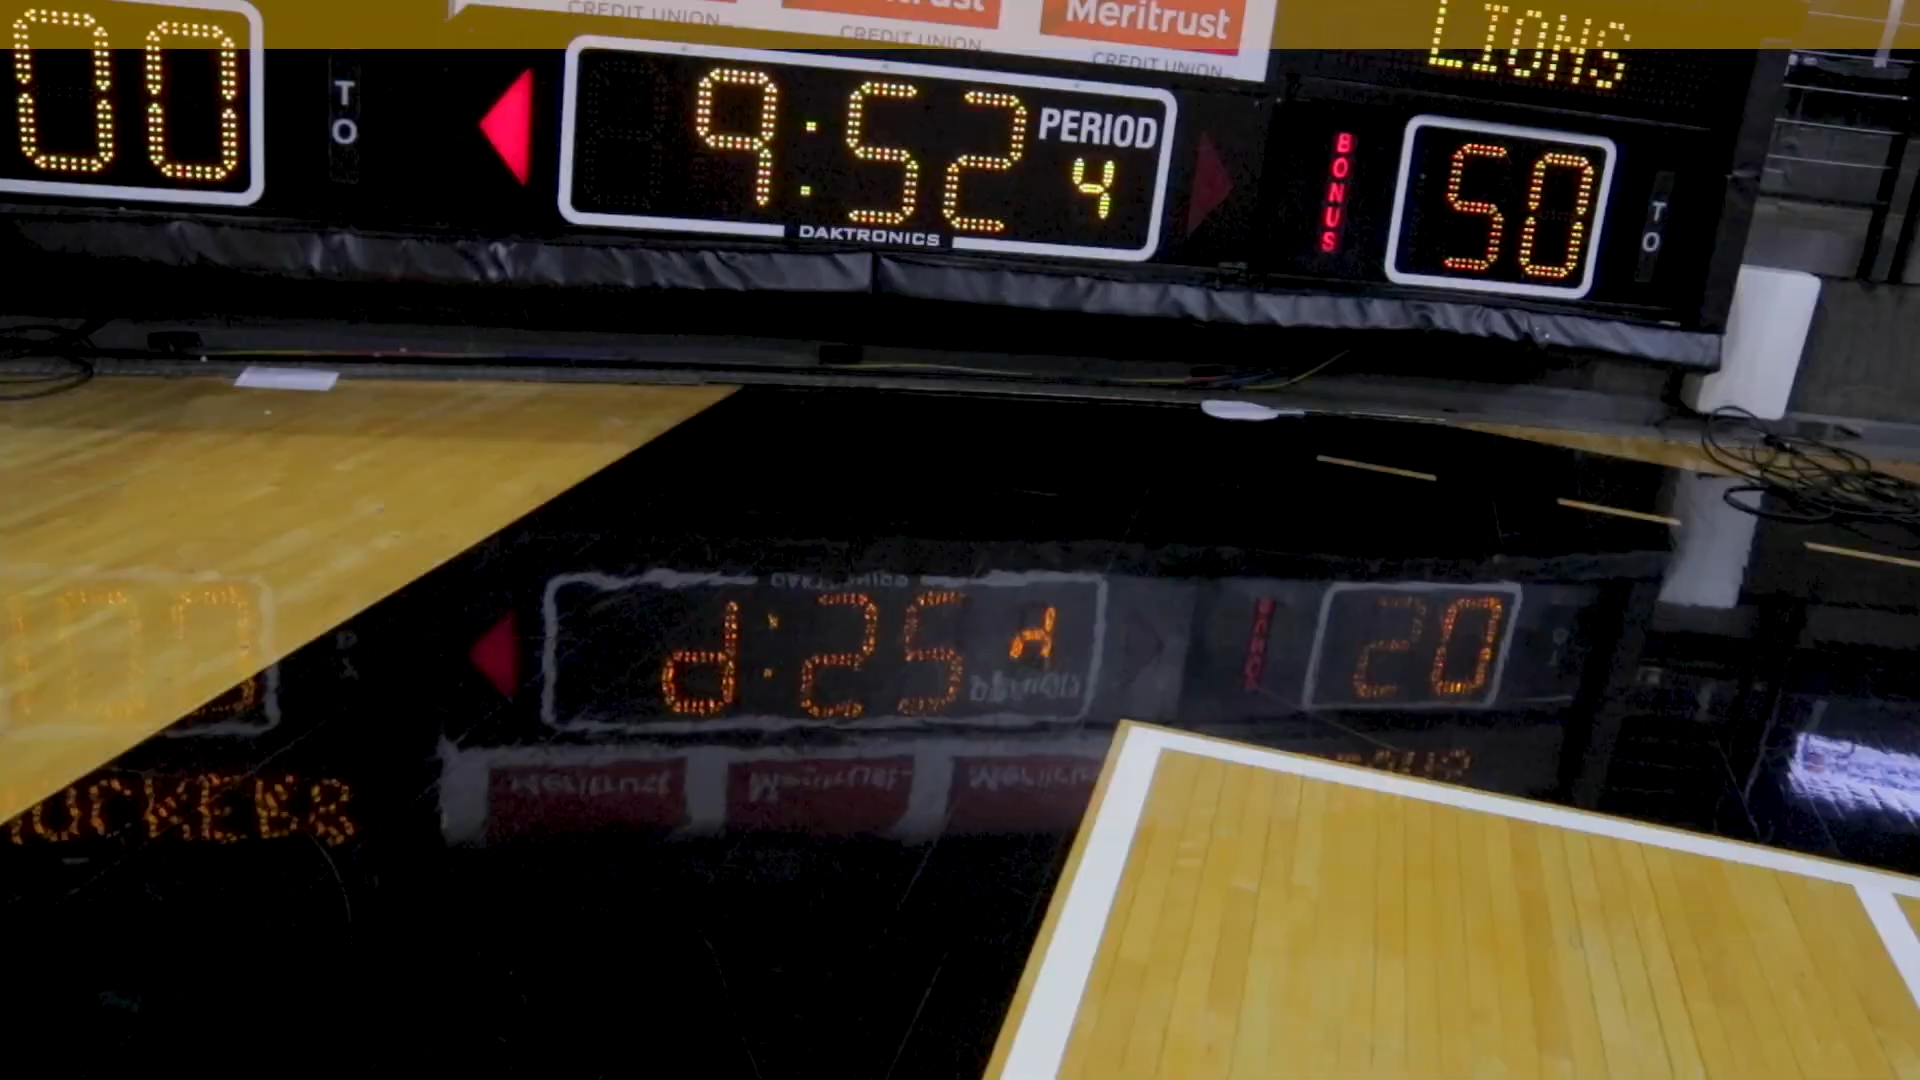 Meritrust
CREDIT UNION
CREDIT UNION
CREDIT UNION
LIONS
00
TO
9:52
PERIOD
4
BONUS
50
TO
DAKTRONICS